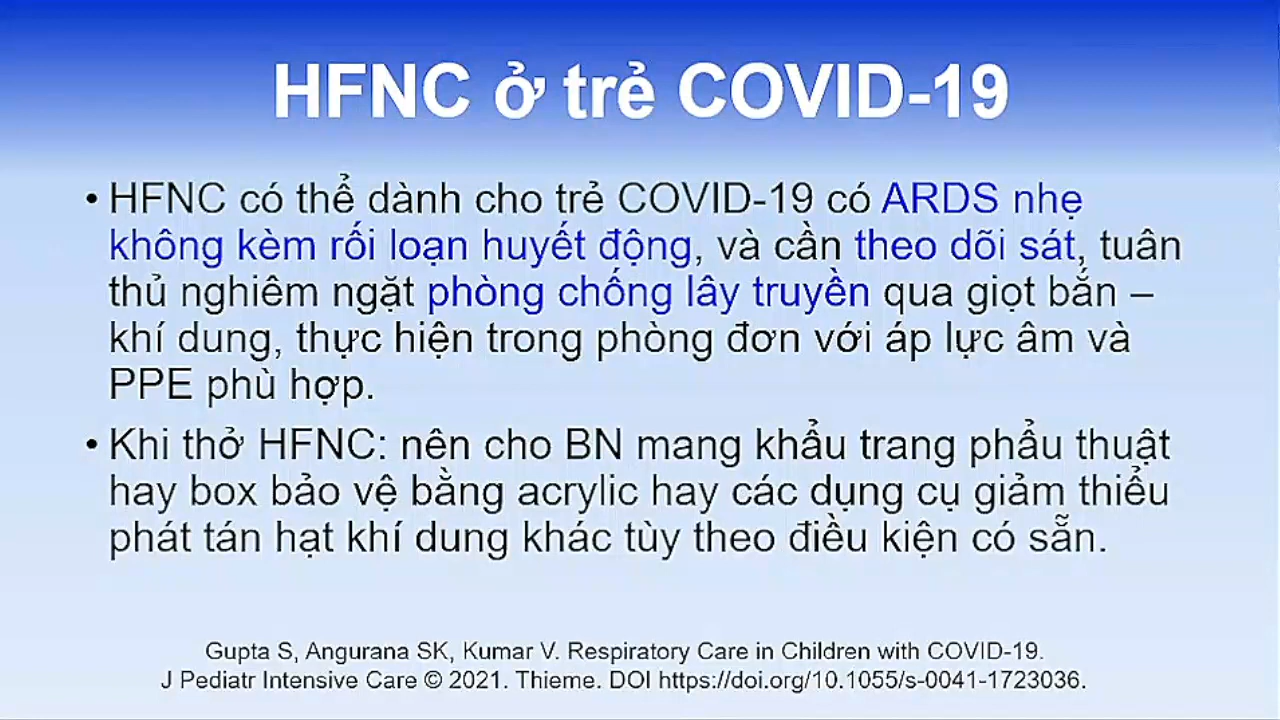 HFNC ở trẻ COVID-19
• HFNC có thể dành cho trẻ COVID-19 có ARDS nhẹ
không kèm rối loạn huyết động, và cần theo dõi sát, tuân
thủ nghiêm ngặt phòng chống lây truyền qua giọt bắn –
khí dung, thực hiện trong phòng đơn với áp lực âm và
PPE phù hợp.
• Khi thở HFNC: nên cho BN mang khẩu trang phẩu thuật
hay box bảo vệ bằng acrylic hay các dụng cụ giảm thiểu
phát tán hạt khí dung khác tùy theo điều kiện có sẵn.
Gupta S, Angurana SK, Kumar V. Respiratory Care in Children with COVID-19.
J Pediatr Intensive Care © 2021. Thieme. DOI https://doi.org/10.1055/s-0041-1723036.